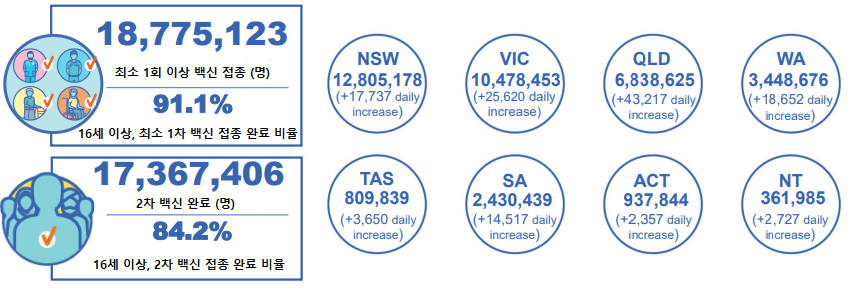 18,775,123
최소 1회 이상 백신 접종 (명)
91.1%
16세 이상, 최소 1차 백신 접종 완료 비율
17,367,406
2차 백신 완료 (명)
84.2%
16세 이상, 2차 백신 접종 완료 비율
NSW
12,805,178
(+17,737 daily
increase)
VIC
10,478,453
(+25,620 daily
increase)
QLD
6,838,625
(+43,217 daily
increase)
WA
3,448,676
(+18,652 daily
increase)
TAS
809,839
(+3,650 daily
increase)
SA
2,430,439
(+14,517 daily
increase)
ACT
937,844
(+2,357 daily
increase)
NT
361,985
(+2,727 daily
increase)